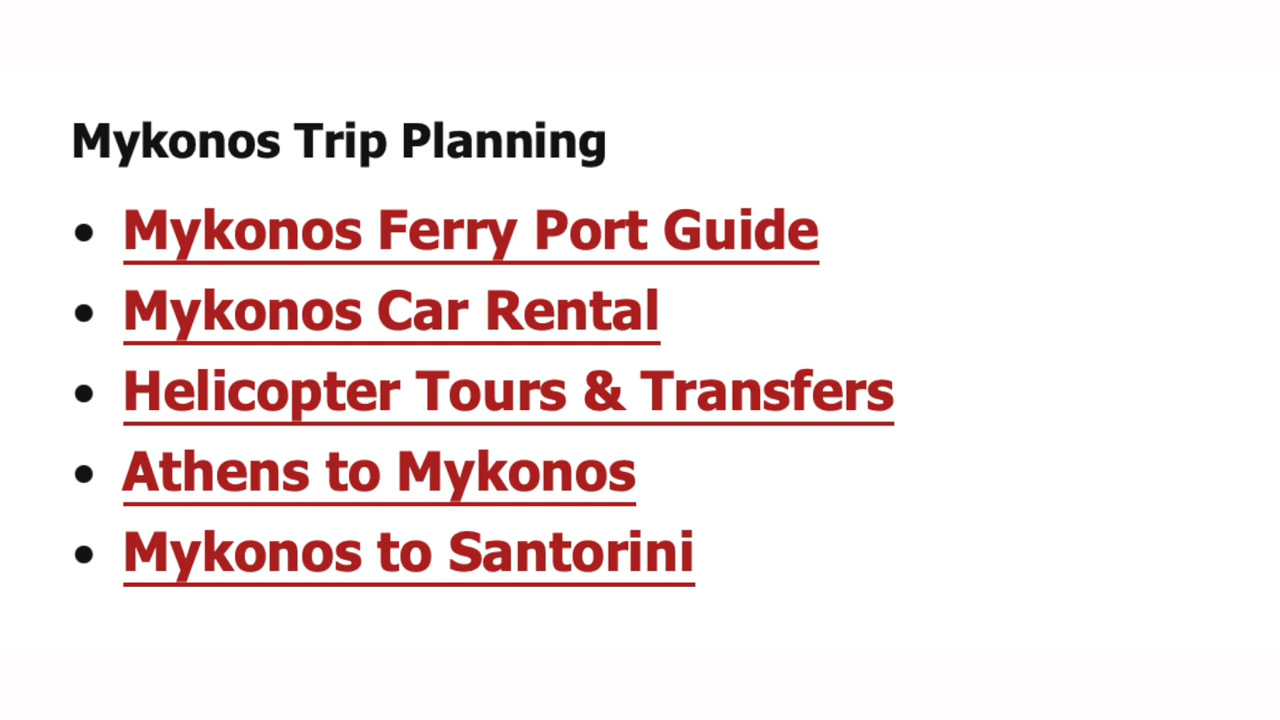 Mykonos Trip Planning
• Mykonos Ferry Port Guide
• Mykonos Car Rental
• Helicopter Tours & Transfers
• Athens to Mykonos
• Mykonos to Santorini